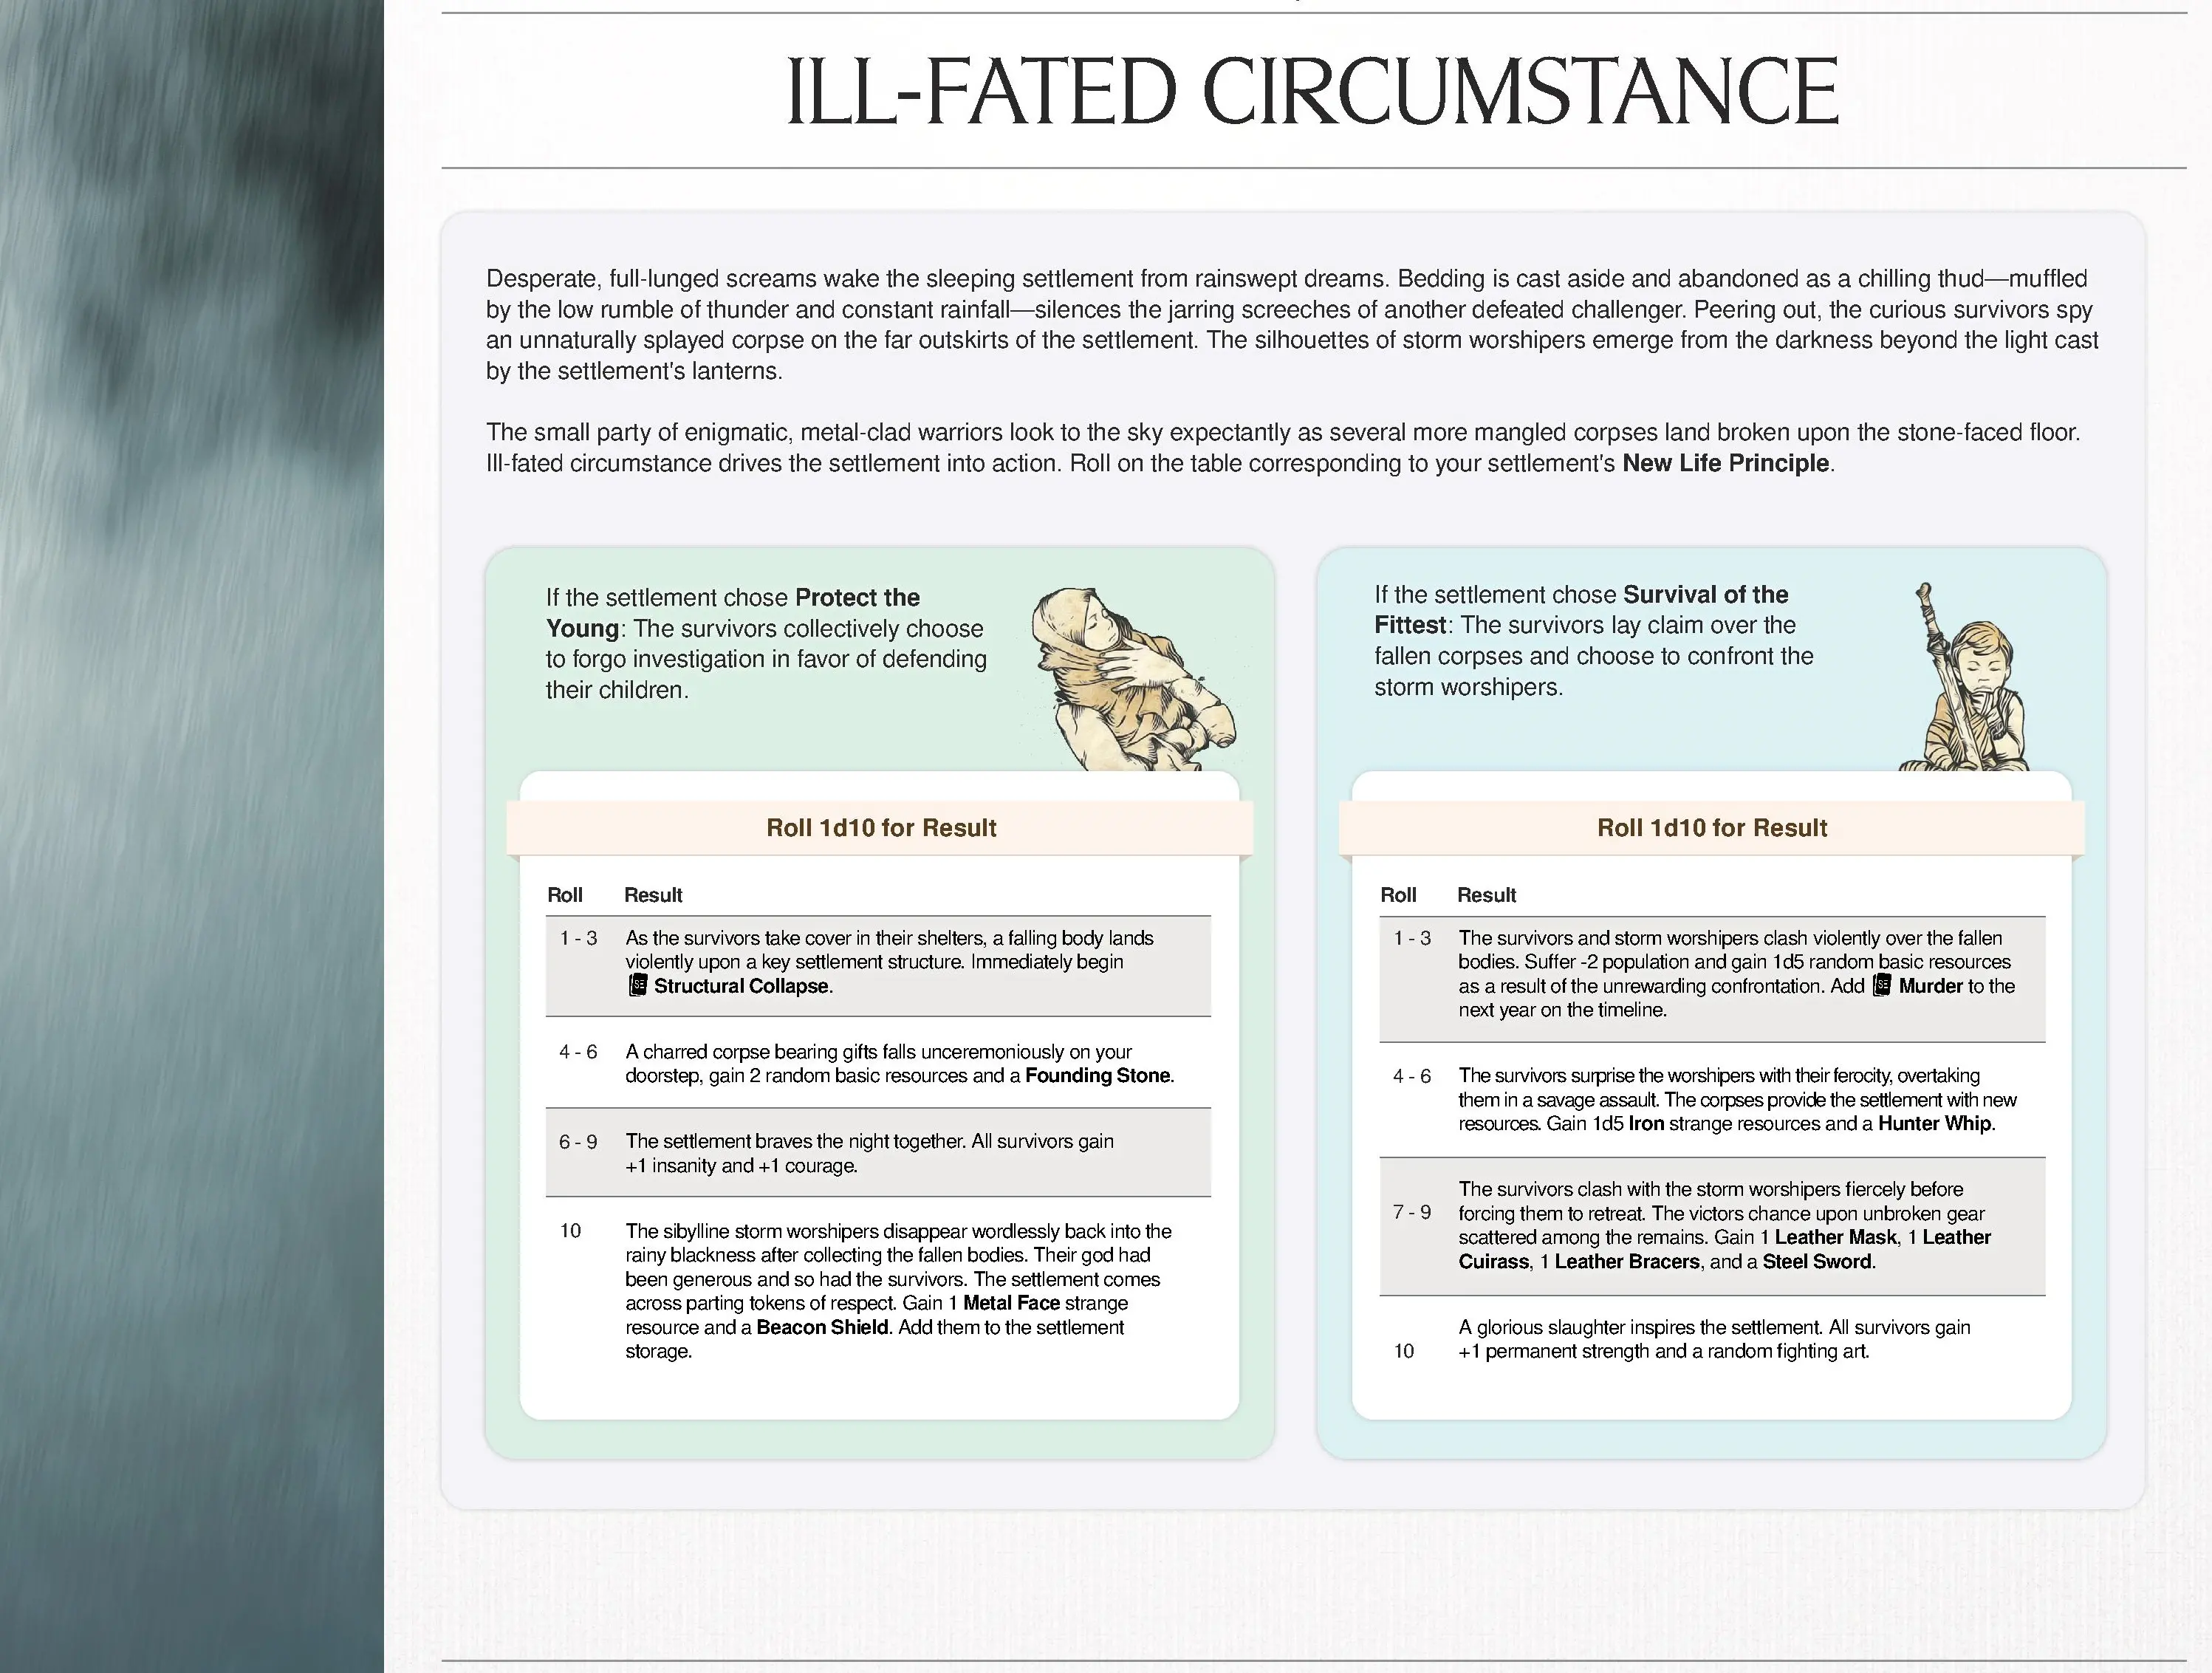 ILL-FATED CIRCUMSTANCE
Desperate, full-lunged screams wake the sleeping settlement from rainswept dreams. Bedding is cast aside and abandoned as a chilling thud—muffled
by the low rumble of thunder and constant rainfall—silences the jarring screeches of another defeated challenger. Peering out, the curious survivors spy
an unnaturally splayed corpse on the far outskirts of the settlement. The silhouettes of storm worshipers emerge from the darkness beyond the light cast
by the settlement's lanterns.
The small party of enigmatic, metal-clad warriors look to the sky expectantly as several more mangled corpses land broken upon the stone-faced floor.
Ill-fated circumstance drives the settlement into action. Roll on the table corresponding to your settlement's New Life Principle.
If the settlement chose Protect the
Young: The survivors collectively choose
to forgo investigation in favor of defending
their children.
Roll 1d10 for Result
Roll Result
1 - 3 As the survivors take cover in their shelters, a falling body lands
violently upon a key settlement structure. Immediately begin
SE Structural Collapse.
4 - 6 A charred corpse bearing gifts falls unceremoniously on your
doorstep, gain 2 random basic resources and a Founding Stone.
6 - 9 The settlement braves the night together. All survivors gain
+1 insanity and +1 courage.
10 The sibylline storm worshipers disappear wordlessly back into the
rainy blackness after collecting the fallen bodies. Their god had
been generous and so had the survivors. The settlement comes
across parting tokens of respect. Gain 1 Metal Face strange
resource and a Beacon Shield. Add them to the settlement
storage.
If the settlement chose Survival of the
Fittest: The survivors lay claim over the
fallen corpses and choose to confront the
storm worshipers.
Roll 1d10 for Result
Roll Result
1 - 3 The survivors and storm worshipers clash violently over the fallen
bodies. Suffer -2 population and gain 1d5 random basic resources
as a result of the unrewarding confrontation. Add SE Murder to the
next year on the timeline.
4 - 6 The survivors surprise the worshipers with their ferocity, overtaking
them in a savage assault. The corpses provide the settlement with new
resources. Gain 1d5 Iron strange resources and a Hunter Whip.
7 - 9 The survivors clash with the storm worshipers fiercely before
forcing them to retreat. The victors chance upon unbroken gear
scattered among the remains. Gain 1 Leather Mask, 1 Leather
Cuirass, 1 Leather Bracers, and a Steel Sword.
10 A glorious slaughter inspires the settlement. All survivors gain
+1 permanent strength and a random fighting art.